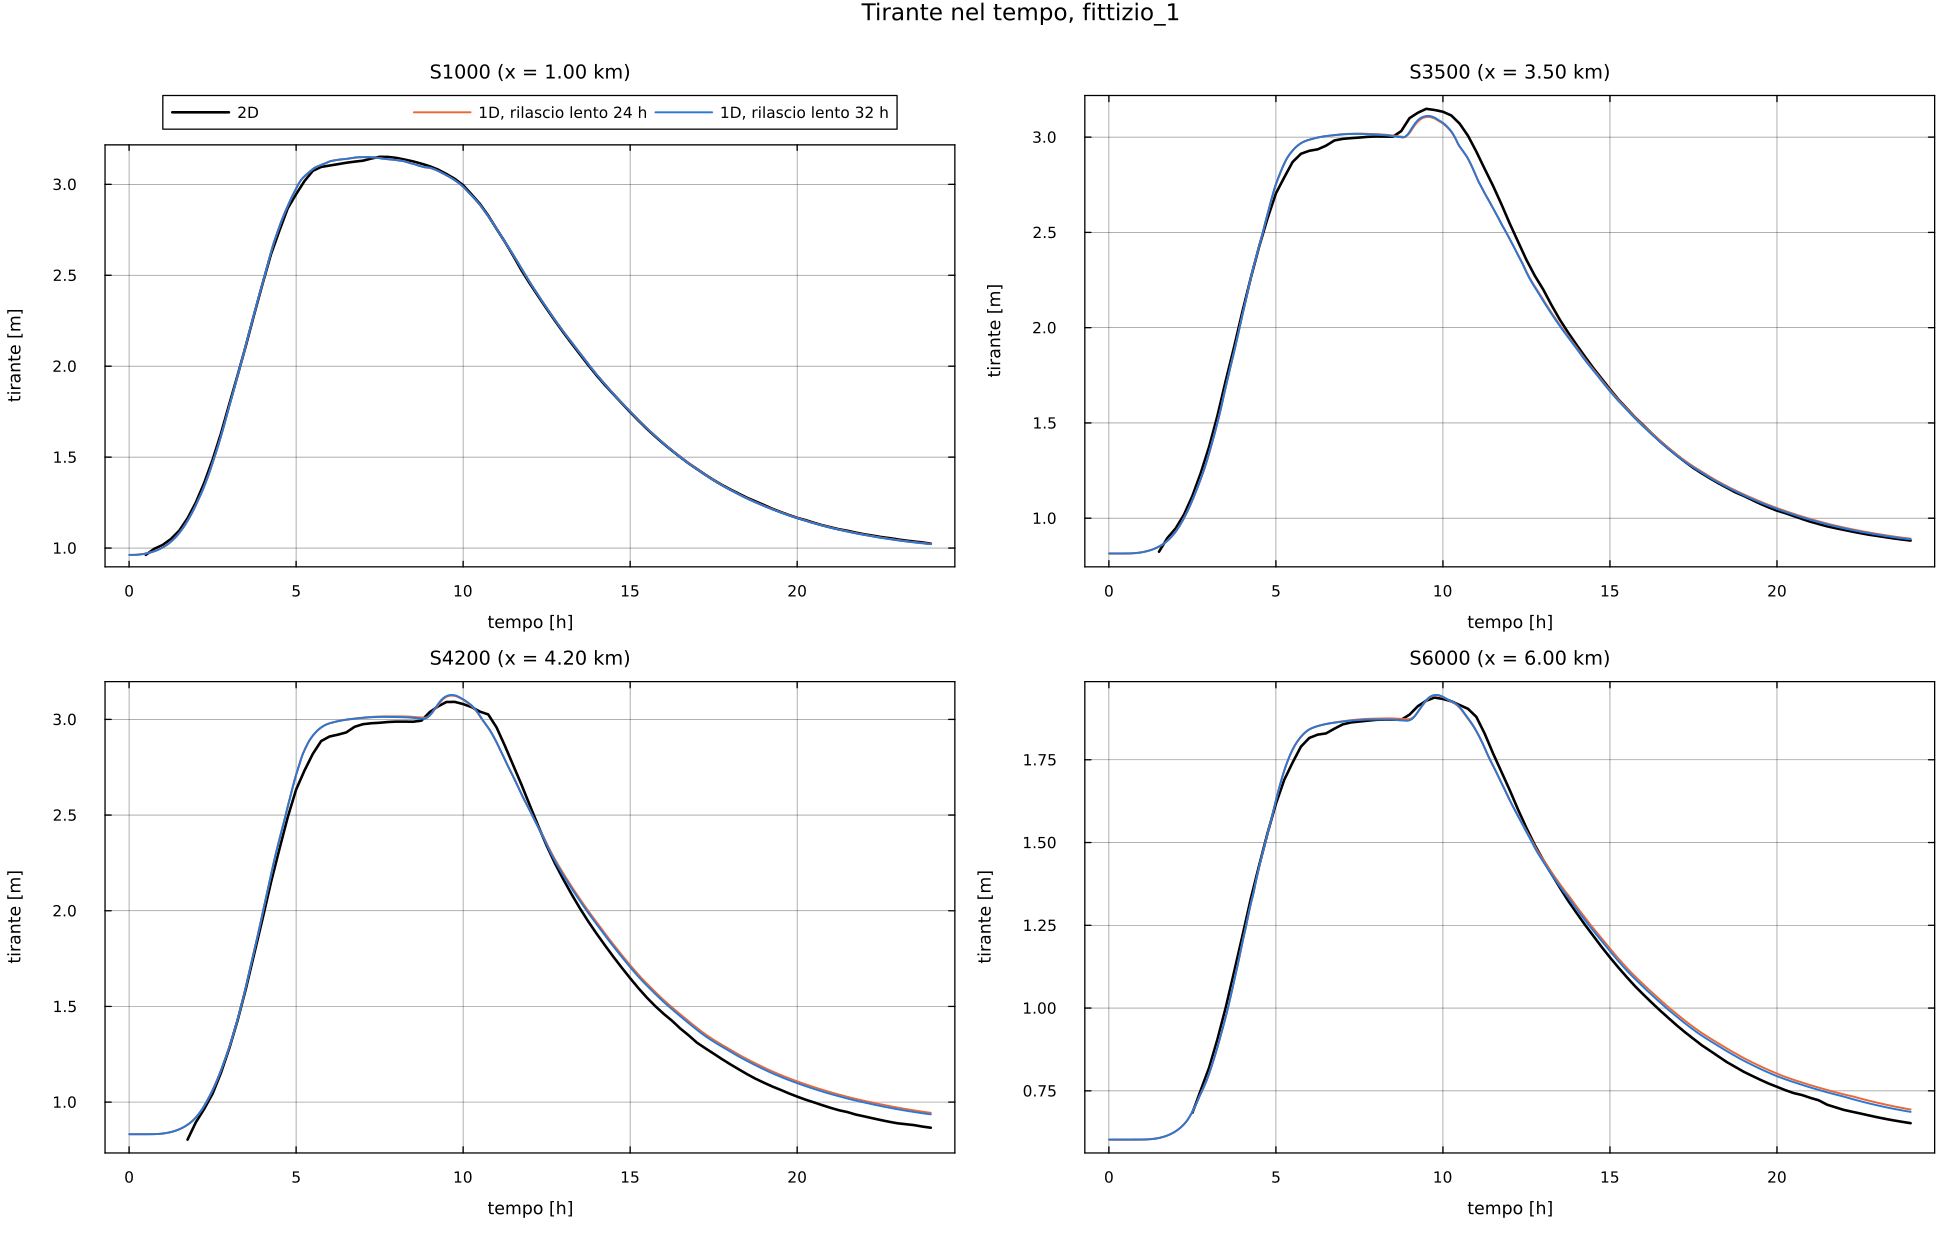 Tirante nel tempo, fittizio_1
S1000 (x = 1.00 km)
2D
1D, rilascio lento 24 h
1D, rilascio lento 32 h
tirante [m]
3.0
2.5
2.0
1.5
1.0
0 5 10 15 20
tempo [h]
S3500 (x = 3.50 km)
tirante [m]
3.0
2.5
2.0
1.5
1.0
0 5 10 15 20
tempo [h]
S4200 (x = 4.20 km)
tirante [m]
3.0
2.5
2.0
1.5
1.0
0 5 10 15 20
tempo [h]
S6000 (x = 6.00 km)
tirante [m]
1.75
1.50
1.25
1.00
0.75
0 5 10 15 20
tempo [h]